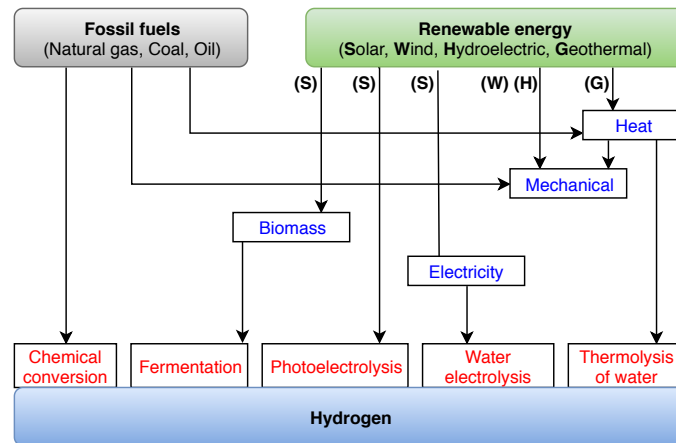 Fossil fuels
(Natural gas, Coal, Oil)
Renewable energy
(Solar, Wind, Hydroelectric, Geothermal)
(S)
(S)
(S)
(W) (H)
(G)
Heat
Mechanical
Biomass
Electricity
Chemical
conversion
Fermentation
Photoelectrolysis
Water
electrolysis
Thermolysis
of water
Hydrogen